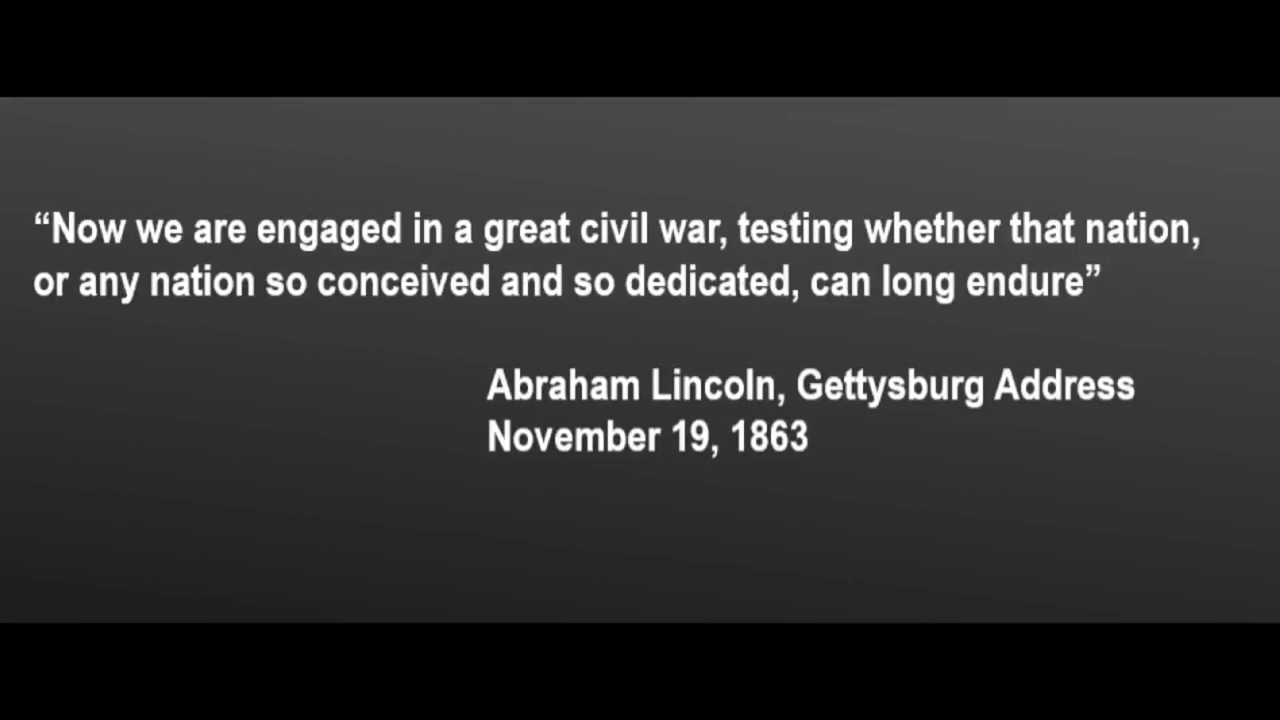 “Now we are engaged in a great civil war, testing whether that nation,
or any nation so conceived and so dedicated, can long endure”
Abraham Lincoln, Gettysburg Address
November 19, 1863